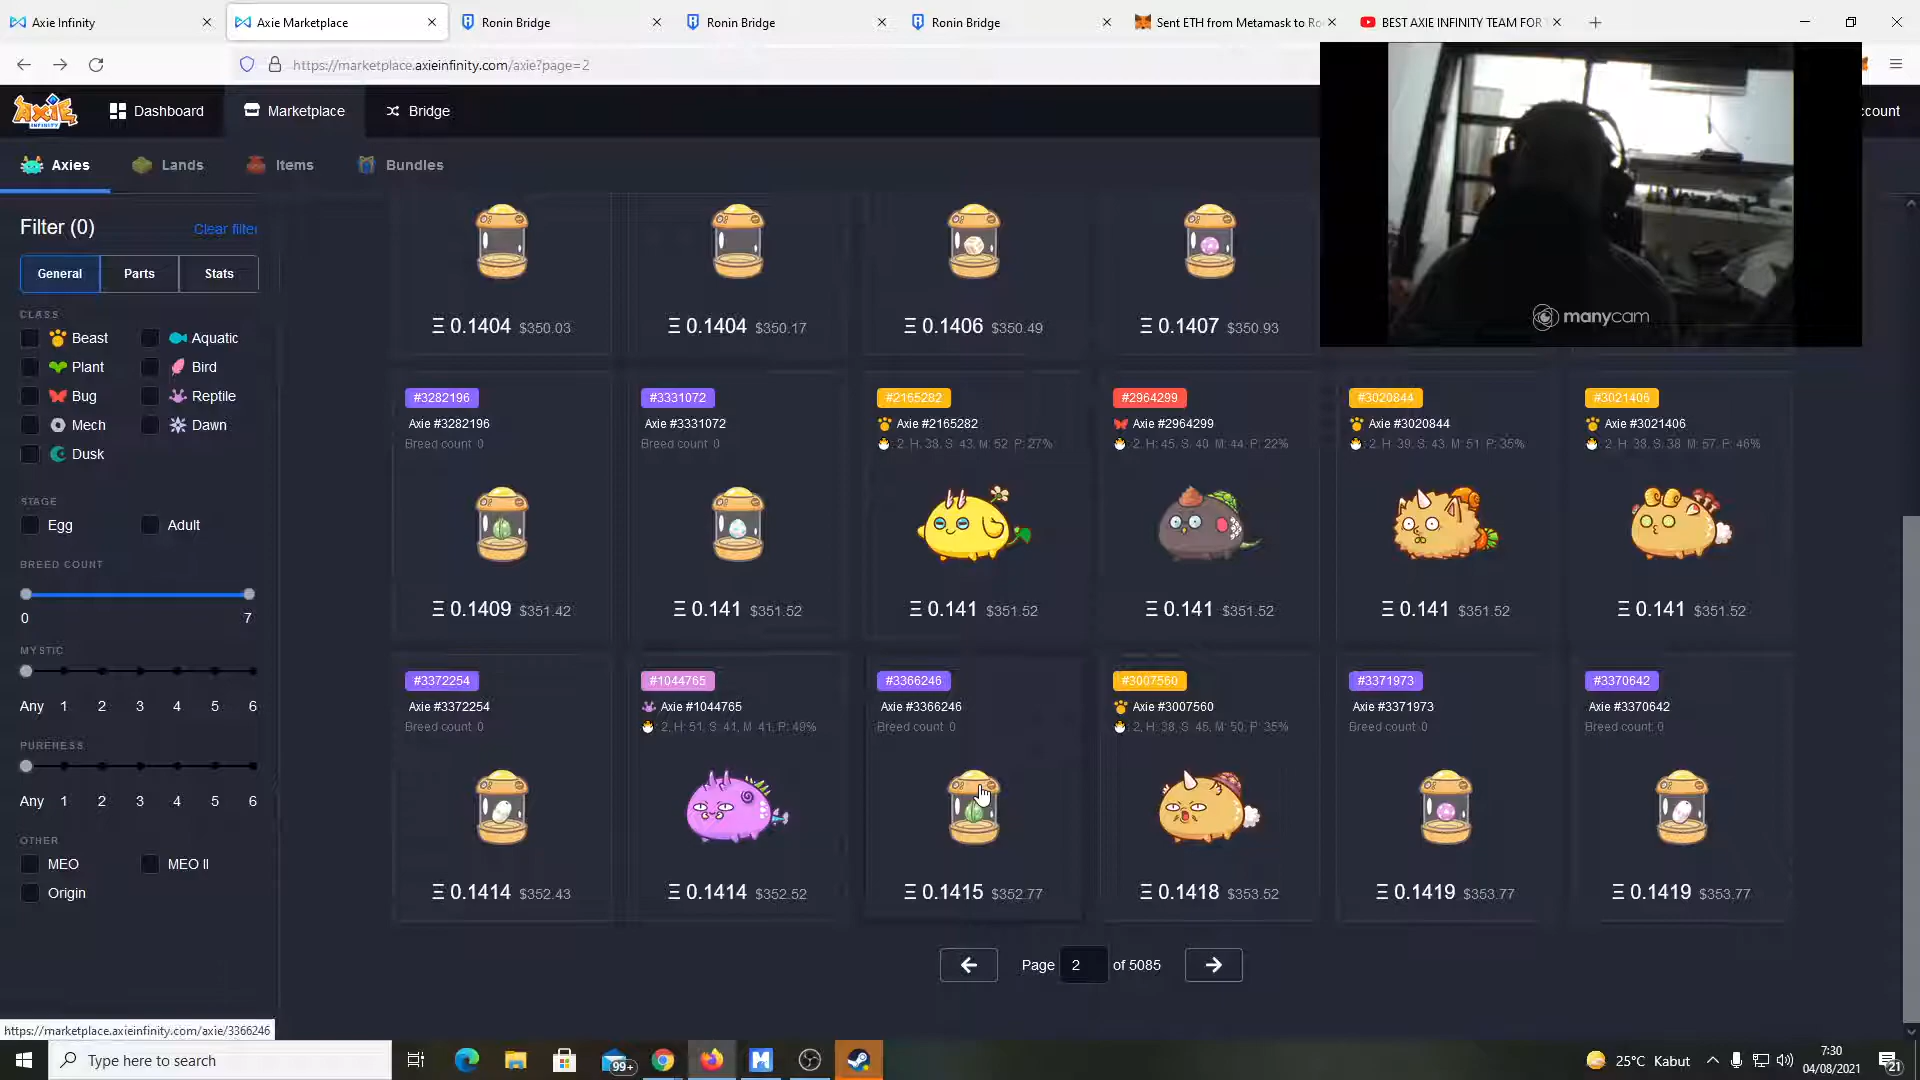 Axie Infinity
Axie Marketplace
Ronin Bridge
Ronin Bridge
Ronin Bridge
Sent ETH from Metamask to Ro
BEST AXIE INFINITY TEAM FOR
https://marketplace.axieinfinity.com/axie?page=2
AXIE
INFINITY
Dashboard
Marketplace
Bridge
ccount
Axies
Lands
Items
Bundles
Filter (0)
Clear filter
General
Parts
Stats
CLASS
Beast
Aquatic
Plant
Bird
Bug
Reptile
Mech
Dawn
Dusk
STAGE
Egg
Adult
BREED COUNT
0
7
MYSTIC
Any 1 2 3 4 5 6
PURENESS
Any 1 2 3 4 5 6
OTHER
MEO
MEO II
Origin
Ξ 0.1404 $350.03
Ξ 0.1404 $350.17
Ξ 0.1406 $350.49
Ξ 0.1407 $350.93
manycam
#3282196
Axie #3282196
Breed count: 0
Ξ 0.1409 $351.42
#3331072
Axie #3331072
Breed count: 0
Ξ 0.141 $351.52
#2165282
Axie #2165282
2, H: 39, S: 43, M: 52, P: 27%
Ξ 0.141 $351.52
#2964299
Axie #2964299
2, H: 45, S: 40, M: 44, P: 22%
Ξ 0.141 $351.52
#3020844
Axie #3020844
2, H: 39, S: 43, M: 51, P: 35%
Ξ 0.141 $351.52
#3021406
Axie #3021406
2, H: 38, S: 38, M: 57, P: 46%
Ξ 0.141 $351.52
#3372254
Axie #3372254
Breed count: 0
Ξ 0.1414 $352.43
#1044765
Axie #1044765
2, H: 51, S: 41, M: 41, P: 49%
Ξ 0.1414 $352.52
#3366246
Axie #3366246
Breed count: 0
Ξ 0.1415 $352.77
#3007560
Axie #3007560
2, H: 38, S: 45, M: 50, P: 35%
Ξ 0.1418 $353.52
#3371973
Axie #3371973
Breed count: 0
Ξ 0.1419 $353.77
#3370642
Axie #3370642
Breed count: 0
Ξ 0.1419 $353.77
Page 2 of 5085
https://marketplace.axieinfinity.com/axie/3366246
Type here to search
99+
25°C Kabut
7:30
04/08/2021
21